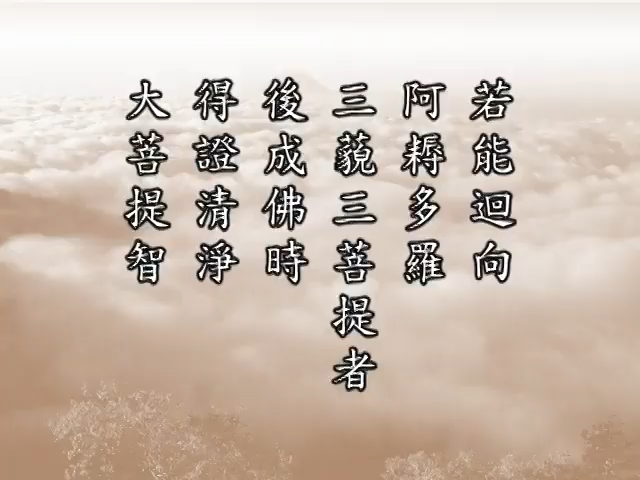 若能迴向
阿耨多羅
三藐三菩提者
後成佛時
得證清淨
大菩提智